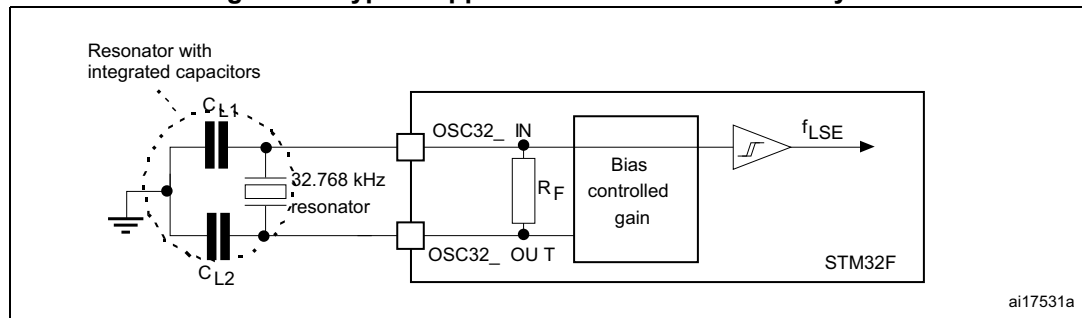 Resonator with
integrated capacitors
CL1
OSC32_ IN
fLSE
32.768 kHz
resonator
RF
Bias
controlled
gain
OSC32_ OU T
STM32F
CL2
ai17531a